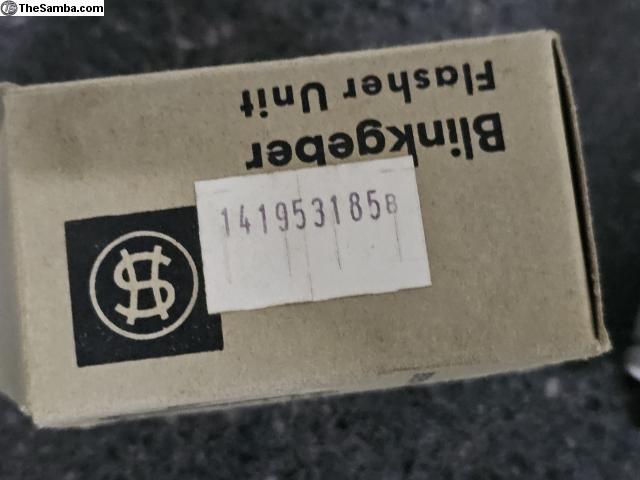 TheSamba.com
Blinkgeber
Flasher Unit
141953185B